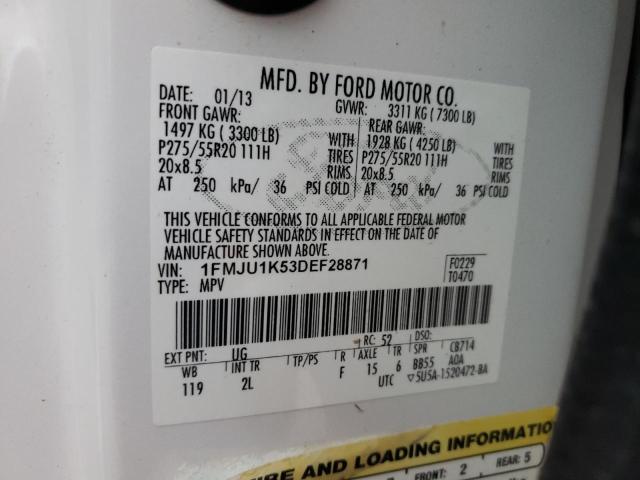 MFD. BY FORD MOTOR CO.
DATE: 01/13 GVWR: 3311 KG ( 7300 LB)
FRONT GAWR: REAR GAWR:
1497 KG ( 3300 LB) WITH 1928 KG ( 4250 LB) WITH
P275/55R20 111H TIRES P275/55R20 111H TIRES
20x8.5 RIMS 20x8.5 RIMS
AT 250 kPa/ 36 PSI COLD AT 250 kPa/ 36 PSI COLD
THIS VEHICLE CONFORMS TO ALL APPLICABLE FEDERAL MOTOR
VEHICLE SAFETY STANDARDS IN EFFECT ON THE DATE OF
MANUFACTURE SHOWN ABOVE.
VIN: 1FMJU1K53DEF28871 F0229
TYPE: MPV T0470
EXT PNT: UG RC: 52 DSO:
WB INT TR TP/PS R AXLE TR SPR CB714
119 2L F 15 6 BB55 AOA
UTC ▽5U5A-1520472-BA
IRE AND LOADING INFORMATION
FRONT: 2 REAR: 5